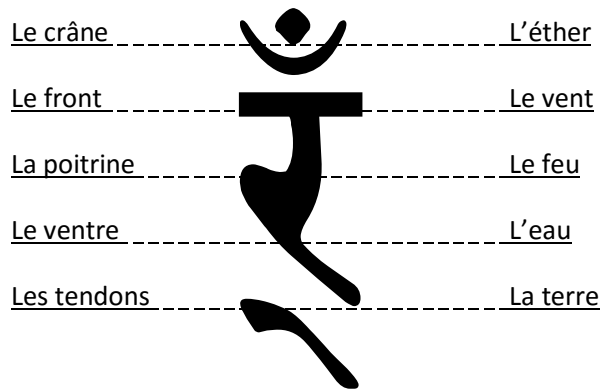 Le crâne L’éther
Le front Le vent
La poitrine Le feu
Le ventre L’eau
Les tendons La terre